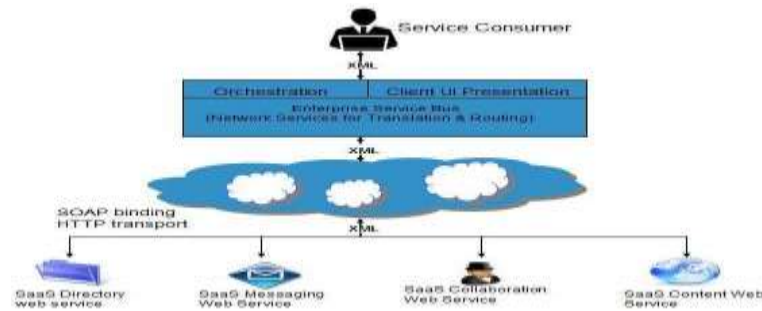 Service Consumer
XML
Orchestration
Client UI Presentation
Enterprise Service Bus
(Network Services for Translation & Routing)
XML
SOAP binding
HTTP transport
XML
SaaS Directory
web service
SaaS Messaging
Web Service
SaaS Collaboration
Web Service
SaaS Content Web
Service